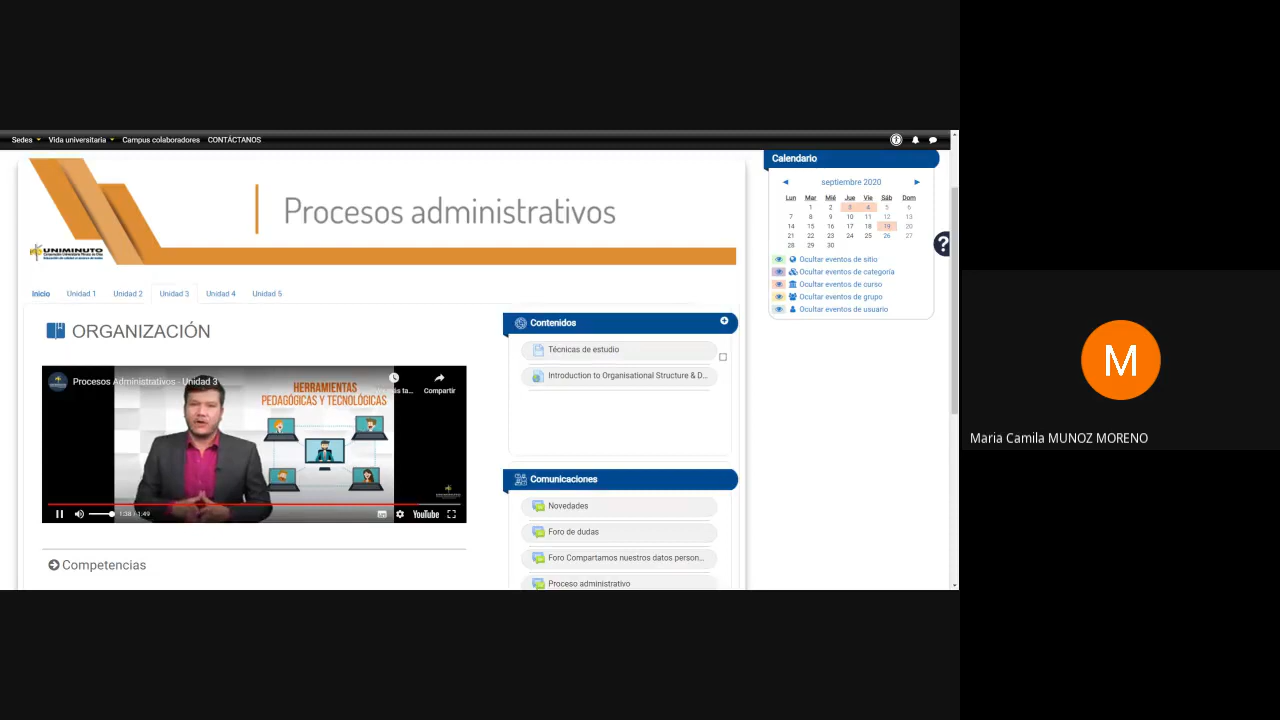 Sedes Vida universitaria Campus colaboradores CONTÁCTANOS
Procesos administrativos
UNIMINUTO
Inicio Unidad 1 Unidad 2 Unidad 3 Unidad 4 Unidad 5
ORGANIZACIÓN
Procesos Administrativos - Unidad 3
Compartir
HERRAMIENTAS
PEDAGÓGICAS Y TECNOLÓGICAS
1:38 / 1:49
YouTube
Competencias
Contenidos
Técnicas de estudio
Introduction to Organisational Structure & D...
Comunicaciones
Novedades
Foro de dudas
Foro Compartamos nuestros datos person...
Proceso administrativo
Calendario
septiembre 2020
Lun Mar Mié Jue Vie Sáb Dom
1 2 3 4 5 6
7 8 9 10 11 12 13
14 15 16 17 18 19 20
21 22 23 24 25 26 27
28 29 30
Ocultar eventos de sitio
Ocultar eventos de categoría
Ocultar eventos de curso
Ocultar eventos de grupo
Ocultar eventos de usuario
?
M
Maria Camila MUNOZ MORENO